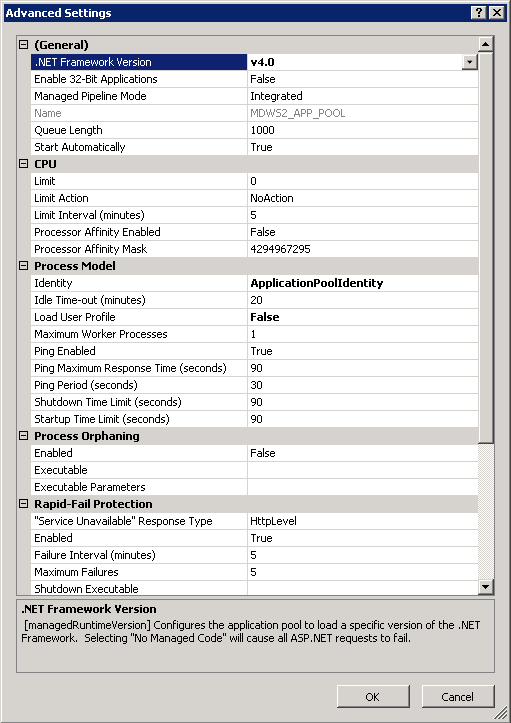 Advanced Settings
(General)
.NET Framework Version v4.0
Enable 32-Bit Applications False
Managed Pipeline Mode Integrated
Name MDWS2_APP_POOL
Queue Length 1000
Start Automatically True
CPU
Limit 0
Limit Action NoAction
Limit Interval (minutes) 5
Processor Affinity Enabled False
Processor Affinity Mask 4294967295
Process Model
Identity ApplicationPoolIdentity
Idle Time-out (minutes) 20
Load User Profile False
Maximum Worker Processes 1
Ping Enabled True
Ping Maximum Response Time (seconds) 90
Ping Period (seconds) 30
Shutdown Time Limit (seconds) 90
Startup Time Limit (seconds) 90
Process Orphaning
Enabled False
Executable
Executable Parameters
Rapid-Fail Protection
"Service Unavailable" Response Type HttpLevel
Enabled True
Failure Interval (minutes) 5
Maximum Failures 5
Shutdown Executable
.NET Framework Version
[managedRuntimeVersion] Configures the application pool to load a specific version of the .NET
Framework. Selecting "No Managed Code" will cause all ASP.NET requests to fail.
OK Cancel